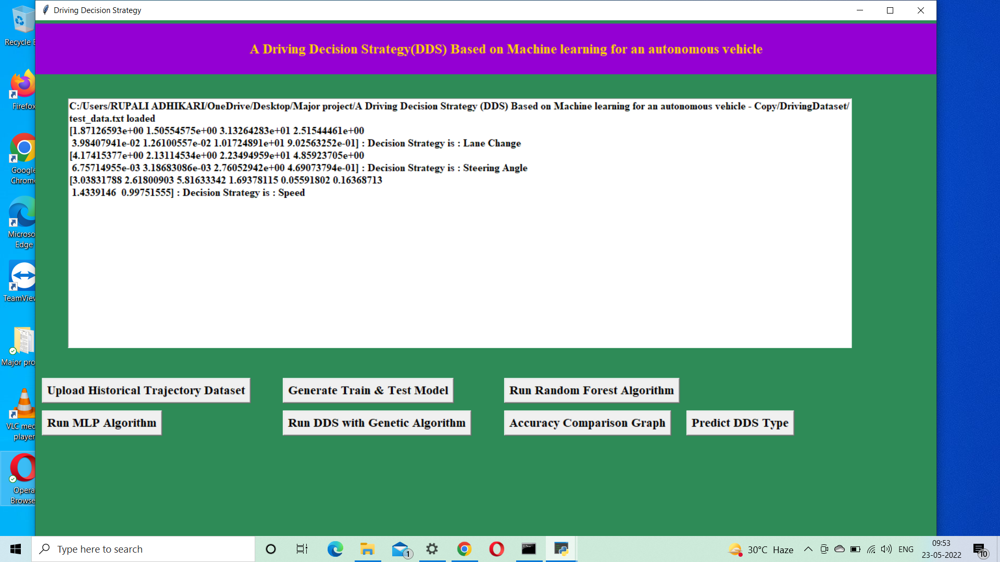 Driving Decision Strategy
A Driving Decision Strategy(DDS) Based on Machine learning for an autonomous vehicle
C:/Users/RUPALI ADHIKARI/OneDrive/Desktop/Major project/A Driving Decision Strategy (DDS) Based on Machine learning for an autonomous vehicle - Copy/DrivingDataset/
test_data.txt loaded
[1.87126593e+00 1.50554575e+00 3.13264283e+01 2.51544461e+00
3.98407941e-02 1.26100557e-02 1.01724891e+01 9.02563252e-01] : Decision Strategy is : Lane Change
[4.17415377e+00 2.13114534e+00 2.23494959e+01 4.85923705e+00
6.75714955e-03 3.18683086e-03 2.76052942e+00 4.69073794e-01] : Decision Strategy is : Steering Angle
[3.03831788 2.61800903 5.81633342 1.69378115 0.05591802 0.16368713
1.4339146 0.99751555] : Decision Strategy is : Speed
Upload Historical Trajectory Dataset
Generate Train & Test Model
Run Random Forest Algorithm
Run MLP Algorithm
Run DDS with Genetic Algorithm
Accuracy Comparison Graph
Predict DDS Type
Recycle
Firefox
Google
Chrome
Microso
Edge
TeamView
Major pro
VLC med
player
Opera
Browse
Type here to search
1
30°C Haze
ENG
09:53
23-05-2022
10